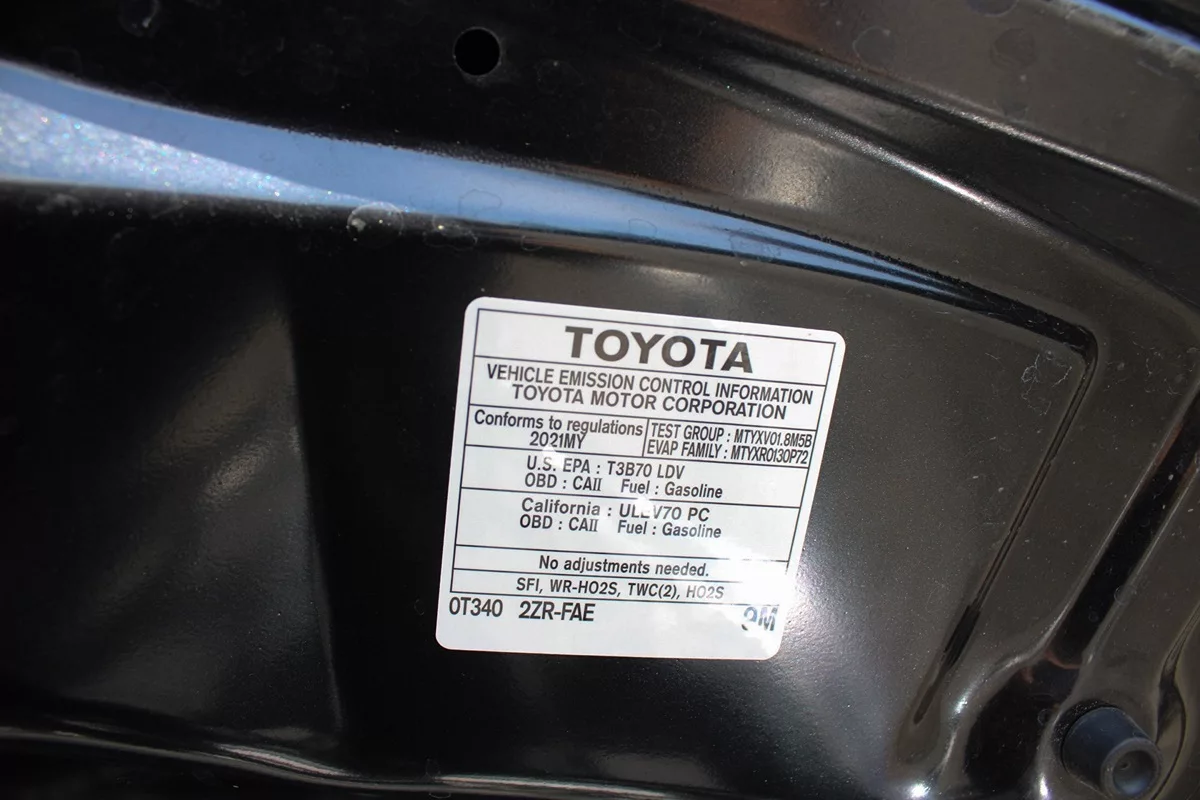 TOYOTA
VEHICLE EMISSION CONTROL INFORMATION
TOYOTA MOTOR CORPORATION
Conforms to regulations
2021MY
TEST GROUP : MTYXV01.8M5B
EVAP FAMILY : MTYXR0130P72
U.S. EPA : T3B70 LDV
OBD : CAII Fuel : Gasoline
California : ULEV70 PC
OBD : CAII Fuel : Gasoline
No adjustments needed.
SFI, WR-HO2S, TWC(2), HO2S
0T340 2ZR-FAE
9M